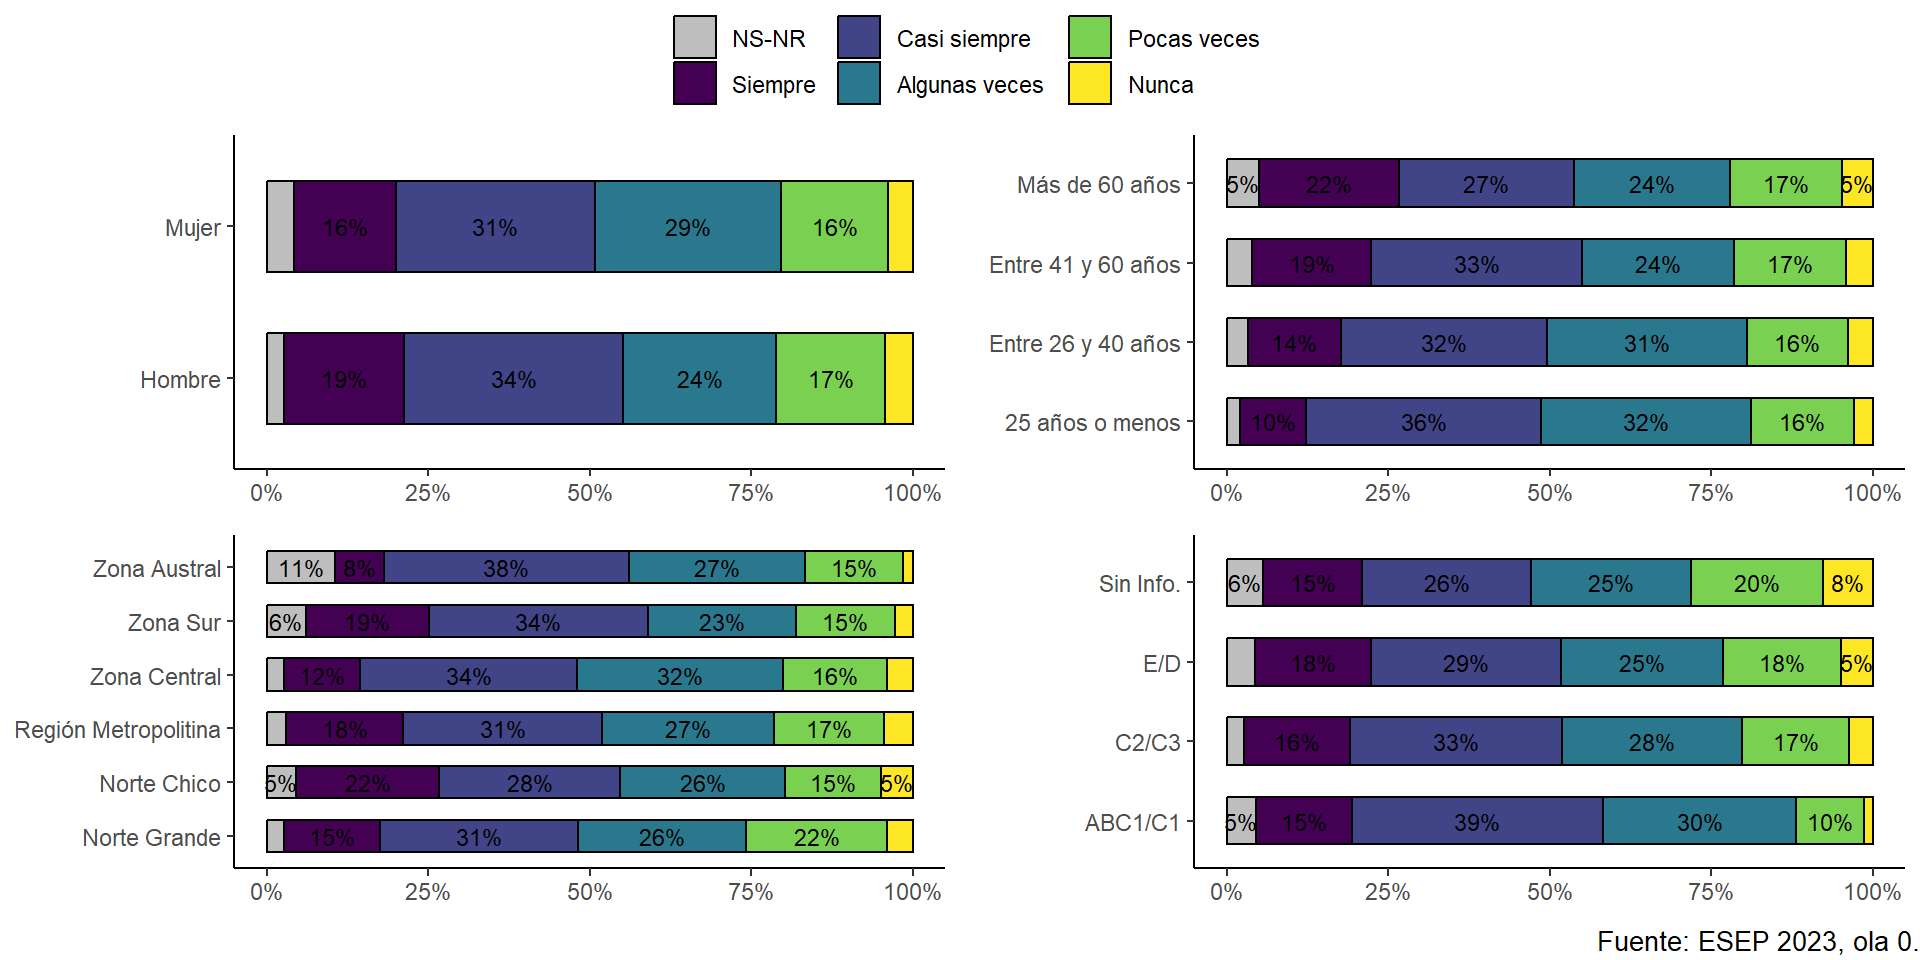 NS-NR Casi siempre Pocas veces
Siempre Algunas veces Nunca
Mujer 16% 31% 29% 16%
Hombre 19% 34% 24% 17%
0% 25% 50% 75% 100%
Más de 60 años 5% 22% 27% 24% 17% 5%
Entre 41 y 60 años 19% 33% 24% 17%
Entre 26 y 40 años 14% 32% 31% 16%
25 años o menos 10% 36% 32% 16%
0% 25% 50% 75% 100%
Zona Austral 11% 8% 38% 27% 15%
Zona Sur 6% 19% 34% 23% 15%
Zona Central 12% 34% 32% 16%
Región Metropolitina 18% 31% 27% 17%
Norte Chico 5% 22% 28% 26% 15% 5%
Norte Grande 15% 31% 26% 22%
0% 25% 50% 75% 100%
Sin Info. 6% 15% 26% 25% 20% 8%
E/D 18% 29% 25% 18% 5%
C2/C3 16% 33% 28% 17%
ABC1/C1 5% 15% 39% 30% 10%
0% 25% 50% 75% 100%
Fuente: ESEP 2023, ola 0.